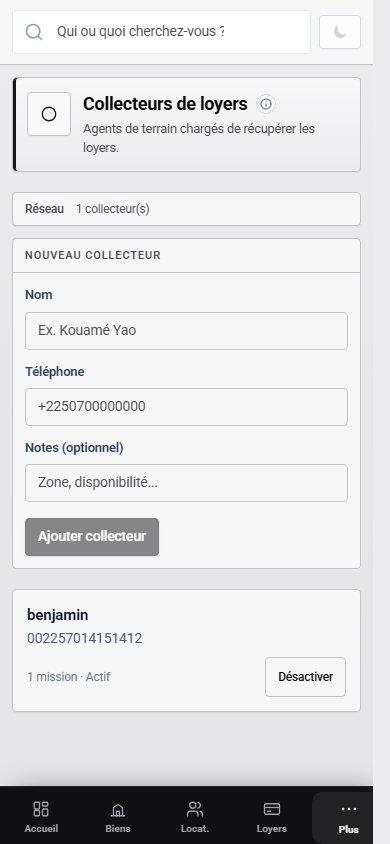 Qui ou quoi cherchez-vous ?
Collecteurs de loyers
Agents de terrain chargés de récupérer les
loyers.
Réseau 1 collecteur(s)
NOUVEAU COLLECTEUR
Nom
Ex. Kouamé Yao
Téléphone
+2250700000000
Notes (optionnel)
Zone, disponibilité...
Ajouter collecteur
benjamin
002257014151412
1 mission · Actif
Désactiver
Accueil Biens Locat. Loyers Plus